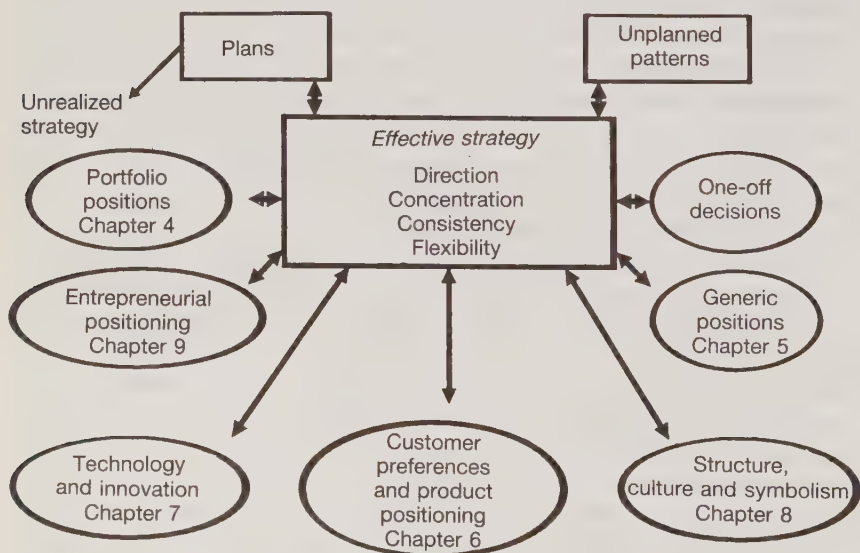 Plans
Unplanned
patterns
Unrealized
strategy
Effective strategy
Direction
Concentration
Consistency
Flexibility
Portfolio
positions
Chapter 4
One-off
decisions
Entrepreneurial
positioning
Chapter 9
Generic
positions
Chapter 5
Technology
and innovation
Chapter 7
Customer
preferences
and product
positioning
Chapter 6
Structure,
culture and symbolism
Chapter 8